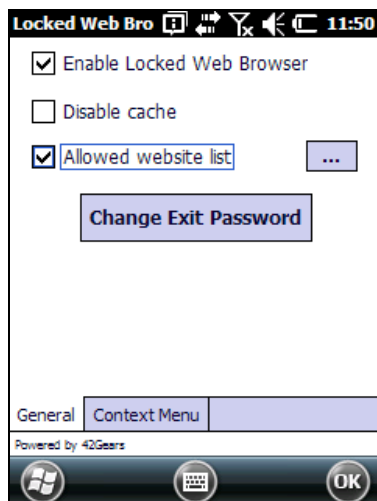 Locked Web Bro 11:50
Enable Locked Web Browser
Disable cache
Allowed website list ...
Change Exit Password
General Context Menu
Powered by 42Gears
OK